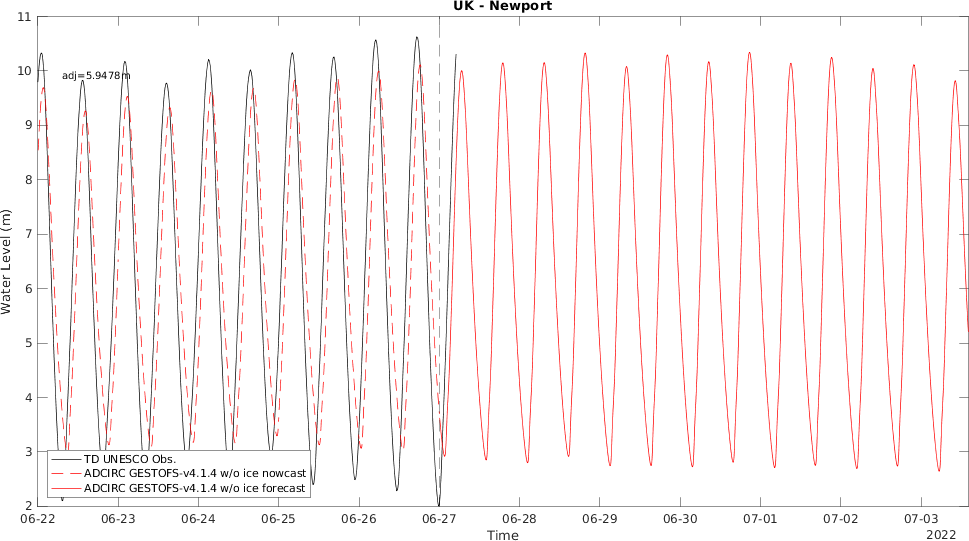 UK - Newport
11
10
9
8
7
6
5
4
3
2
Water Level (m)
adj=5.9478m
TD UNESCO Obs.
ADCIRC GESTOFS-v4.1.4 w/o ice nowcast
ADCIRC GESTOFS-v4.1.4 w/o ice forecast
06-22 06-23 06-24 06-25 06-26 06-27 06-28 06-29 06-30 07-01 07-02 07-03
Time
2022